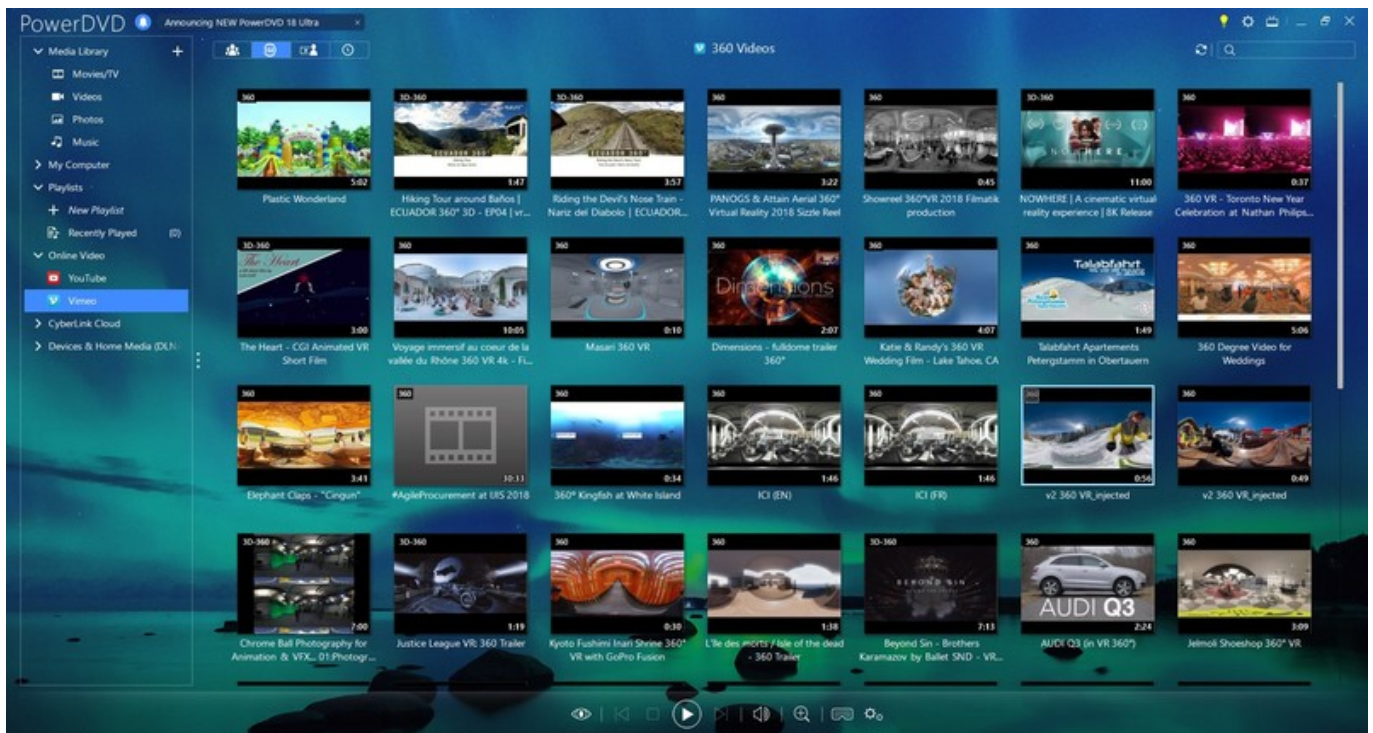 PowerDVD
Announcing NEW PowerDVD 18 Ultra
Media Library
Movies/TV
Videos
Photos
Music
My Computer
Playlists
New Playlist
Recently Played (0)
Online Video
YouTube
Vimeo
CyberLink Cloud
Devices & Home Media (DLN
360 Videos
360
5:02
Plastic Wonderland
3D-360
ECUADOR 360°
1:47
Hiking Tour around Baños |
ECUADOR 360° 3D - EP04 | vr...
3D-360
ECUADOR 360°
3:57
Riding the Devil's Nose Train -
Nariz del Diabolo | ECUADOR...
360
3:22
PANOGS & Attain Aerial 360°
Virtual Reality 2018 Sizzle Reel
360
0:45
Showreel 360°VR 2018 Filmatik
production
3D-360
11:00
NOWHERE | A cinematic virtual
reality experience | 8K Release
360
0:37
360 VR - Toronto New Year
Celebration at Nathan Philips...
3D-360
The Heart
3:00
The Heart - CGI Animated VR
Short Film
360
10:05
Voyage immersif au coeur de la
vallée du Rhône 360 VR 4k - Fi...
360
0:10
Masari 360 VR
360
Dimensions
2:07
Dimensions - fulldome trailer
360°
360
4:07
Katie & Randy's 360 VR
Wedding Film - Lake Tahoe, CA
360
Talabfahrt
1:49
Talabfahrt Apartements
Petergstamm in Obertauern
360
5:06
360 Degree Video for
Weddings
360
3:41
Elephant Claps - "Cingun"
360
30:33
#AgileProcurement at UIS 2018
360
0:34
360° Kingfish at White Island
360
1:46
ICI (EN)
360
1:46
ICI (FR)
360
0:56
v2 360 VR_injected
360
0:49
v2 360 VR_injected
3D-360
7:00
Chrome Ball Photography for
Animation & VFX... 01:Photogr...
3D-360
1:19
Justice League VR: 360 Trailer
360
0:30
Kyoto Fushimi Inari Shrine 360°
VR with GoPro Fusion
360
1:38
L'île des morts / Isle of the dead
- 360 Trailer
3D-360
BEYOND SIN
7:13
Beyond Sin - Brothers
Karamazov by Ballet SND - VR...
360
AUDI Q3
2:24
AUDI Q3 (in VR 360°)
360
3:09
Jelmoli Shoeshop 360° VR